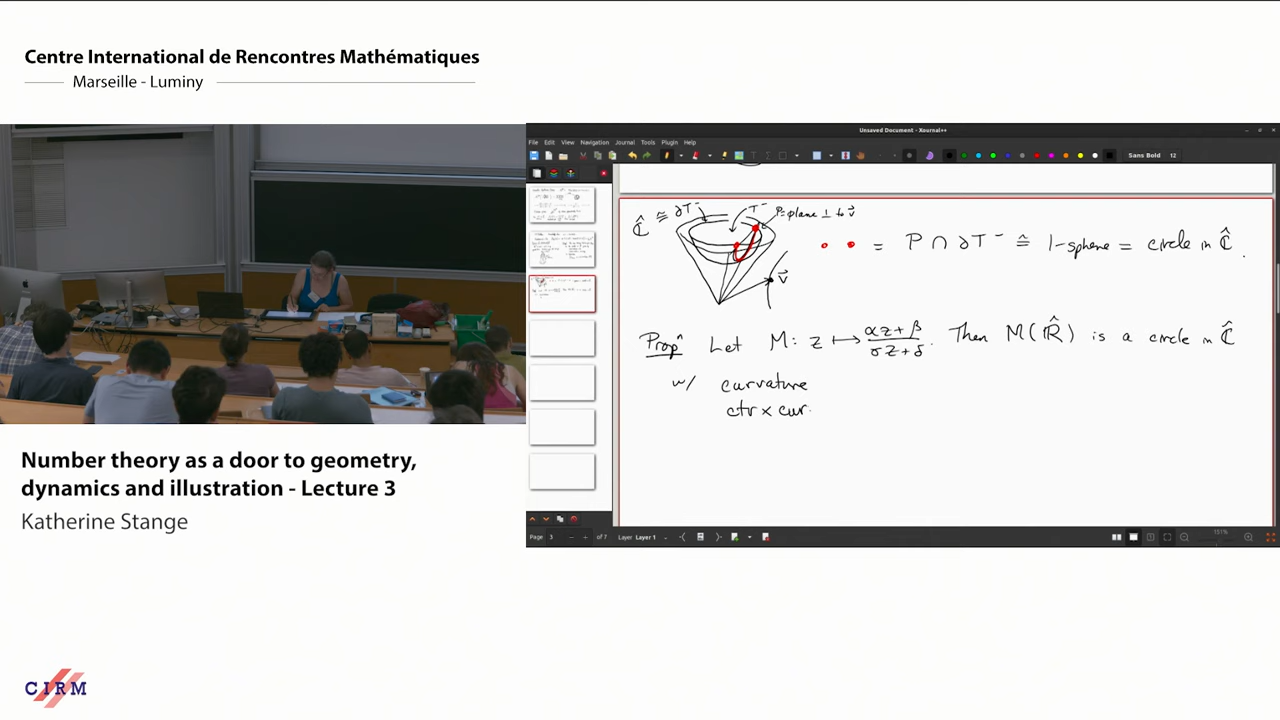 Centre International de Rencontres Mathématiques
Marseille - Luminy
Unsaved Document - Xournal++
File Edit View Navigation Journal Tools Plugin Help
Sans Bold 12
Ĉ ≅ ∂T⁻ T⁻ P=plane ⊥ to v⃗
v⃗
= P ∩ ∂T⁻ ≅ 1-sphere = circle in Ĉ.
Propⁿ Let M: z ↦ (αz+β)/(σz+δ). Then M(ℝ̂) is a circle in Ĉ
w/ curvature
ctr × cur
Page 3 of 7 Layer Layer 1 151%
Number theory as a door to geometry,
dynamics and illustration - Lecture 3
Katherine Stange
CIRM